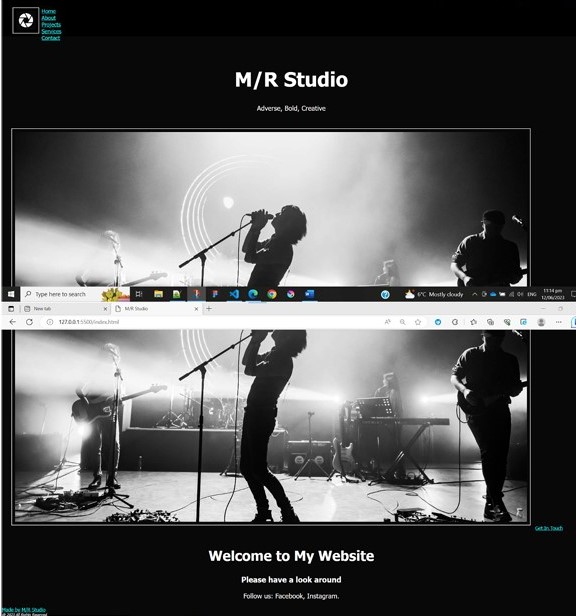 Home
About
Projects
Services
Contact
M/R Studio
Adverse, Bold, Creative
Type here to search
6°C Mostly cloudy
ENG
11:14 pm
12/06/2023
New tab
M/R Studio
127.0.0.1:5500/index.html
Get In Touch
Welcome to My Website
Please have a look around
Follow us: Facebook, Instagram.
Made by M/R Studio
@ 2023 All Rights Reserved